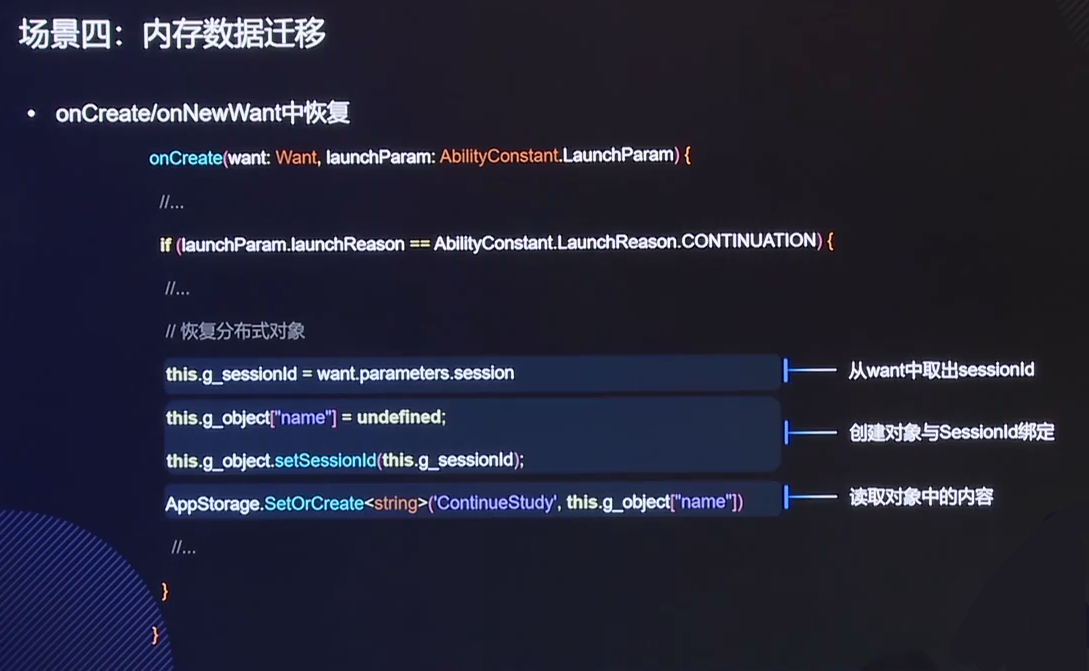 场景四：内存数据迁移
• onCreate/onNewWant中恢复
onCreate(want: Want, launchParam: AbilityConstant.LaunchParam) {
//...
if (launchParam.launchReason == AbilityConstant.LaunchReason.CONTINUATION) {
//...
// 恢复分布式对象
this.g_sessionId = want.parameters.session
从want中取出sessionId
this.g_object["name"] = undefined;
this.g_object.setSessionId(this.g_sessionId);
创建对象与SessionId绑定
AppStorage.SetOrCreate<string>('ContinueStudy', this.g_object["name"])
读取对象中的内容
//...
}
}